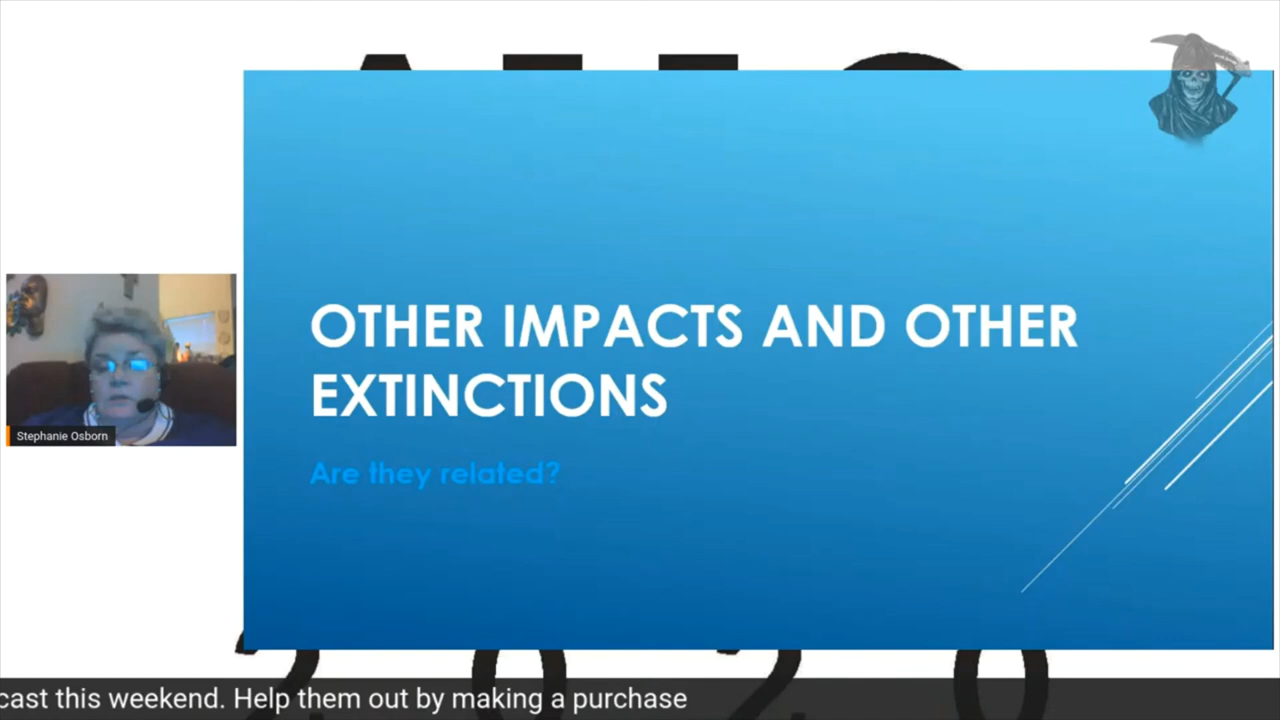 OTHER IMPACTS AND OTHER
EXTINCTIONS
Are they related?
Stephanie Osborn
2020
cast this weekend. Help them out by making a purchase